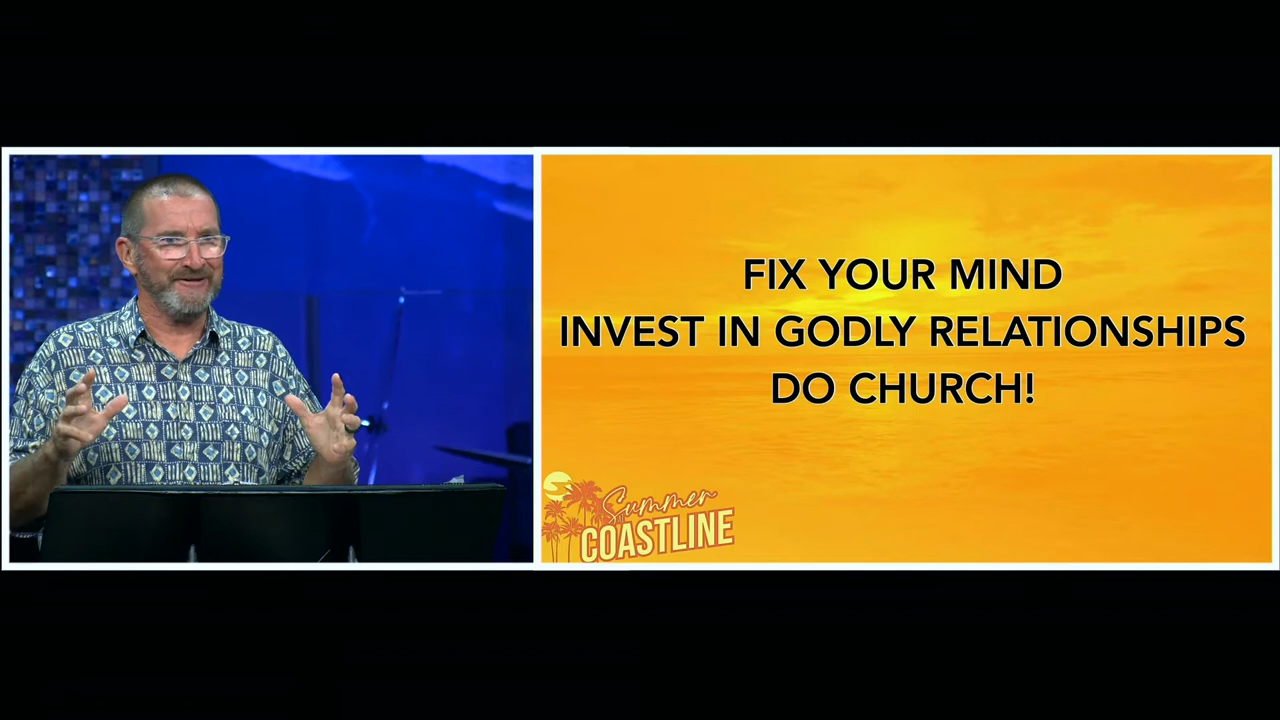 FIX YOUR MIND
INVEST IN GODLY RELATIONSHIPS
DO CHURCH!
Summer
COASTLINE